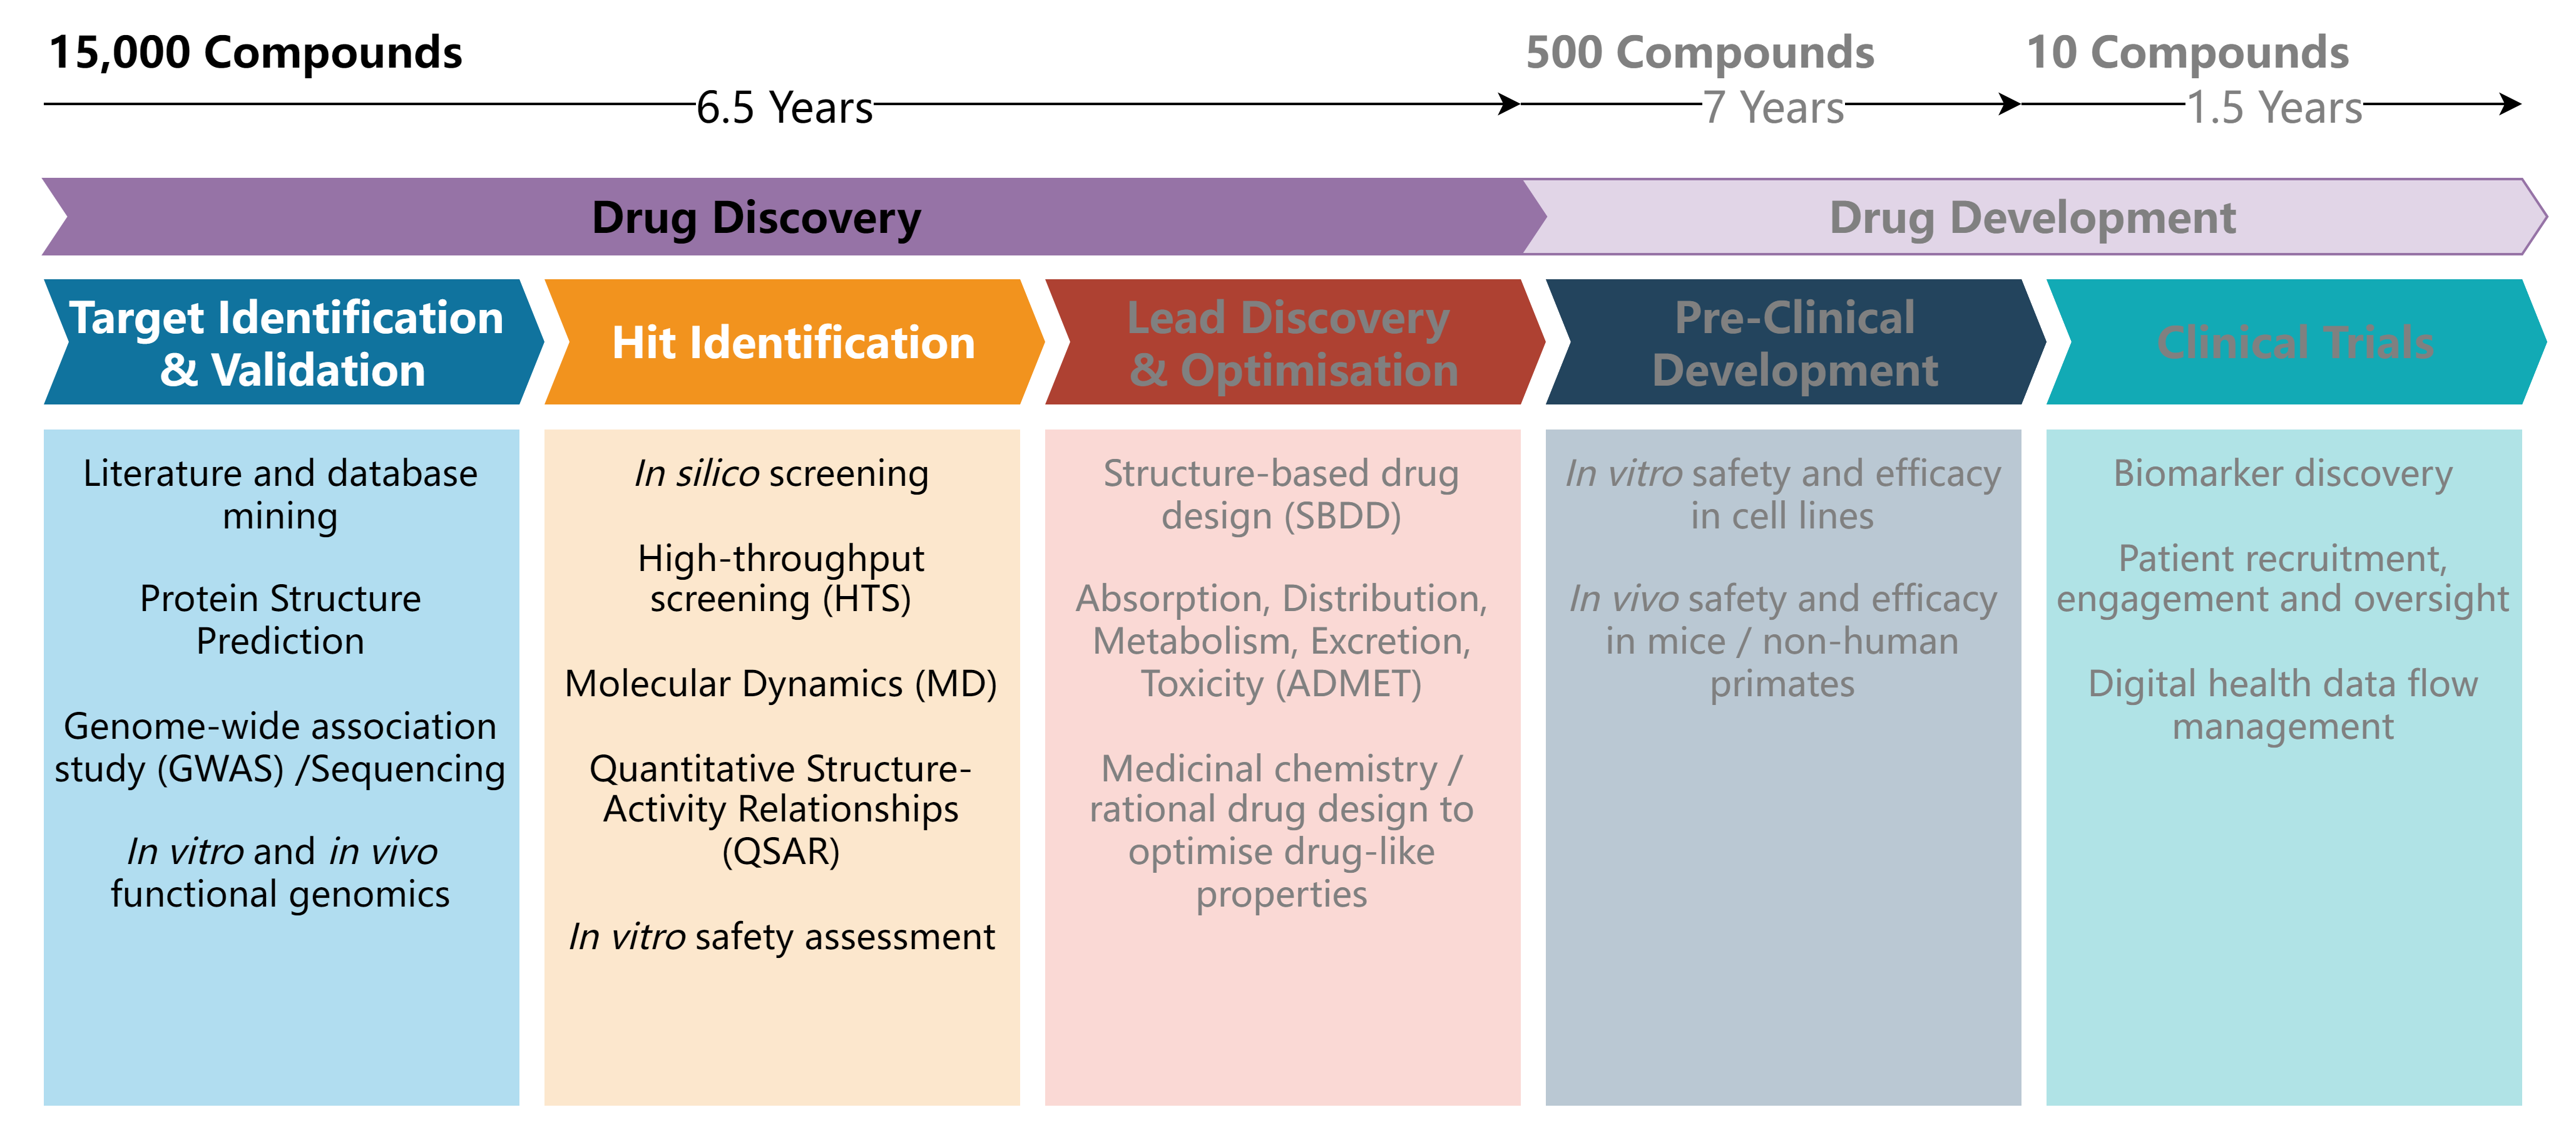 15,000 Compounds
500 Compounds
10 Compounds
6.5 Years
7 Years
1.5 Years
Drug Discovery
Drug Development
Target Identification
& Validation
Hit Identification
Lead Discovery
& Optimisation
Pre-Clinical
Development
Clinical Trials
Literature and database
mining
Protein Structure
Prediction
Genome-wide association
study (GWAS) /Sequencing
In vitro and in vivo
functional genomics
In silico screening
High-throughput
screening (HTS)
Molecular Dynamics (MD)
Quantitative Structure-
Activity Relationships
(QSAR)
In vitro safety assessment
Structure-based drug
design (SBDD)
Absorption, Distribution,
Metabolism, Excretion,
Toxicity (ADMET)
Medicinal chemistry /
rational drug design to
optimise drug-like
properties
In vitro safety and efficacy
in cell lines
In vivo safety and efficacy
in mice / non-human
primates
Biomarker discovery
Patient recruitment,
engagement and oversight
Digital health data flow
management